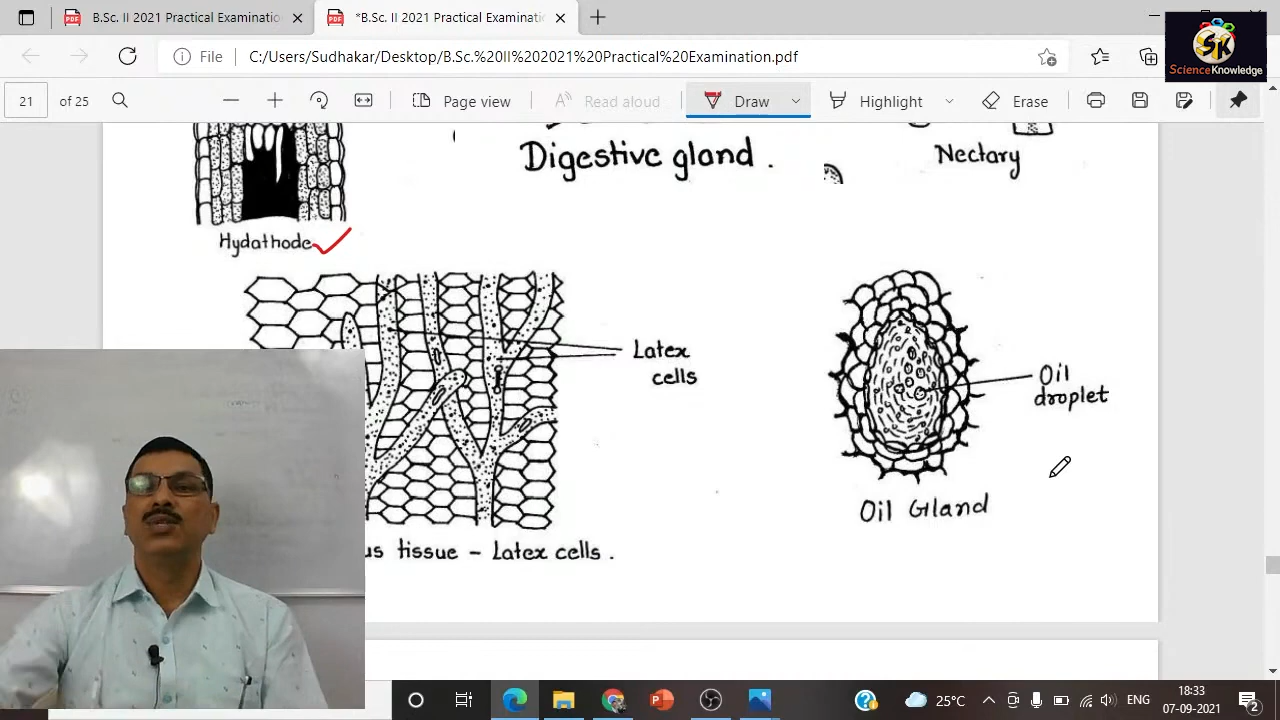 B.Sc. II 2021 Practical Examinatio
*B.Sc. II 2021 Practical Examinatio
SK
ScienceKnowledge
File
C:/Users/Sudhakar/Desktop/B.SC.%20II%202021%20Practical%20Examination.pdf
21 of 25
Page view
Read aloud
Draw
Highlight
Erase
Digestive gland .
Nectary
Hydathode
Latex
cells
Oil
droplet
Oil Gland
us tissue - Latex cells .
25°C
ENG
18:33
07-09-2021
2